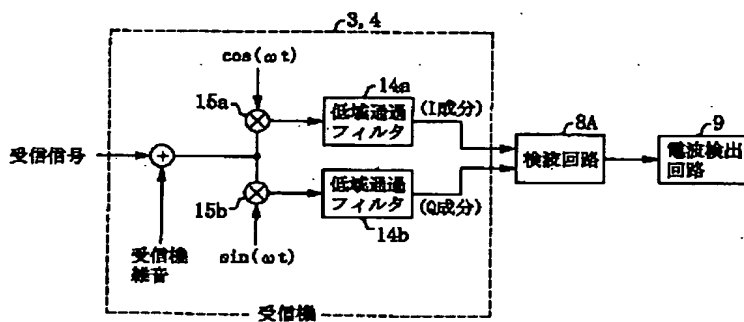 3, 4
cos(ωt)
15a
14a
低域通過
フィルタ
(I成分)
8A
9
受信信号
検波回路
電波検出
回路
15b
低域通過
フィルタ
(Q成分)
14b
受信機
雑音
sin(ωt)
受信機